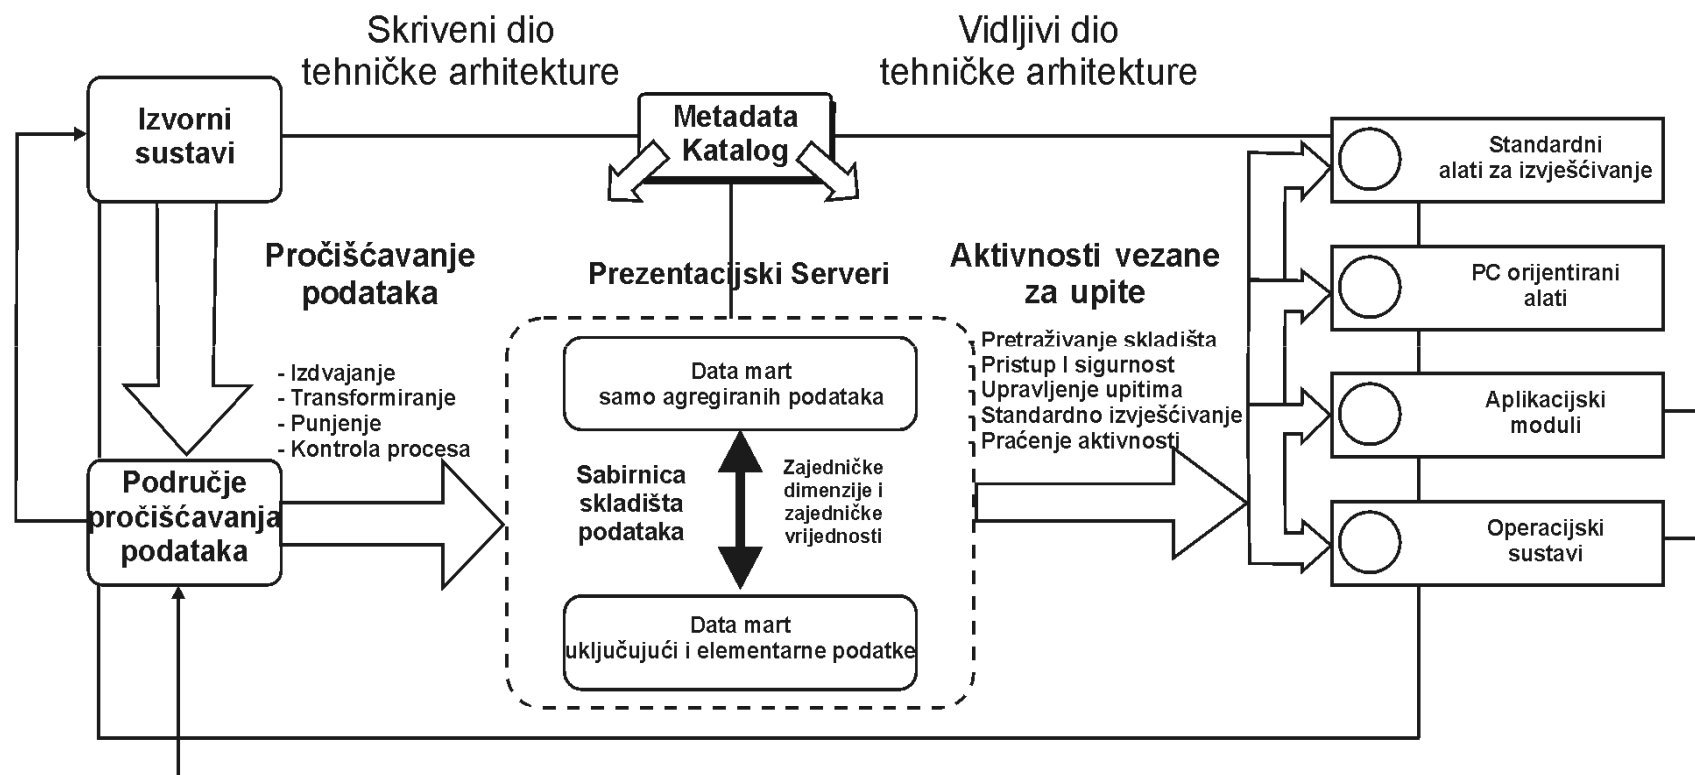 Skriveni dio
tehničke arhitekture
Vidljivi dio
tehničke arhitekture
Izvorni
sustavi
Metadata
Katalog
Standardni
alati za izvješćivanje
Pročišćavanje
podataka
Prezentacijski Serveri
Aktivnosti vezane
za upite
PC orijentirani
alati
- Izdvajanje
- Transformiranje
- Punjenje
- Kontrola procesa
Data mart
samo agregiranih podataka
- Pretraživanje skladišta
- Pristup I sigurnost
- Upravljenje upitima
- Standardno izvješćivanje
- Praćenje aktivnosti
Aplikacijski
moduli
Područje
pročišćavanja
podataka
Sabirnica
skladišta
podataka
Zajedničke
dimenzije i
zajedničke
vrijednosti
Operacijski
sustavi
Data mart
uključujući i elementarne podatke